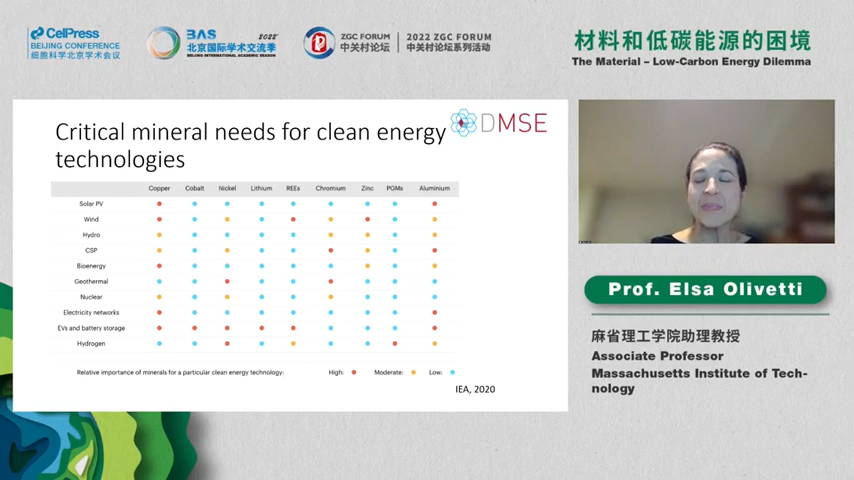 CellPress
BEIJING CONFERENCE
细胞科学北京学术会议
BAS 2022
北京国际学术交流季
BEIJING INTERNATIONAL ACADEMIC SEASON
ZGC FORUM
中关村论坛
2022 ZGC FORUM
中关村论坛系列活动
材料和低碳能源的困境
The Material – Low-Carbon Energy Dilemma
Critical mineral needs for clean energy
technologies
DMSE
Copper Cobalt Nickel Lithium REEs Chromium Zinc PGMs Aluminium
Solar PV
Wind
Hydro
CSP
Bioenergy
Geothermal
Nuclear
Electricity networks
EVs and battery storage
Hydrogen
Relative importance of minerals for a particular clean energy technology: High: Moderate: Low:
IEA, 2020
Prof. Elsa Olivetti
麻省理工学院助理教授
Associate Professor
Massachusetts Institute of Tech-
nology